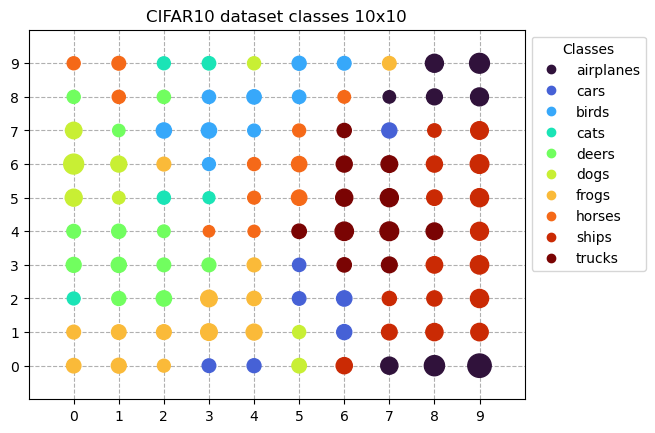 CIFAR10 dataset classes 10x10
9
8
7
6
5
4
3
2
1
0
0 1 2 3 4 5 6 7 8 9
Classes
airplanes
cars
birds
cats
deers
dogs
frogs
horses
ships
trucks